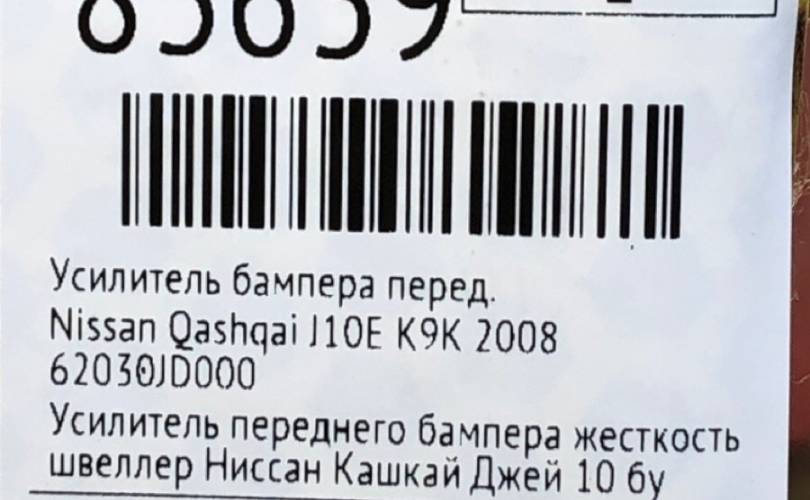 83659
Усилитель бампера перед.
Nissan Qashqai J10E K9K 2008
62030JD000
Усилитель переднего бампера жесткость
швеллер Ниссан Кашкай Джей 10 бу